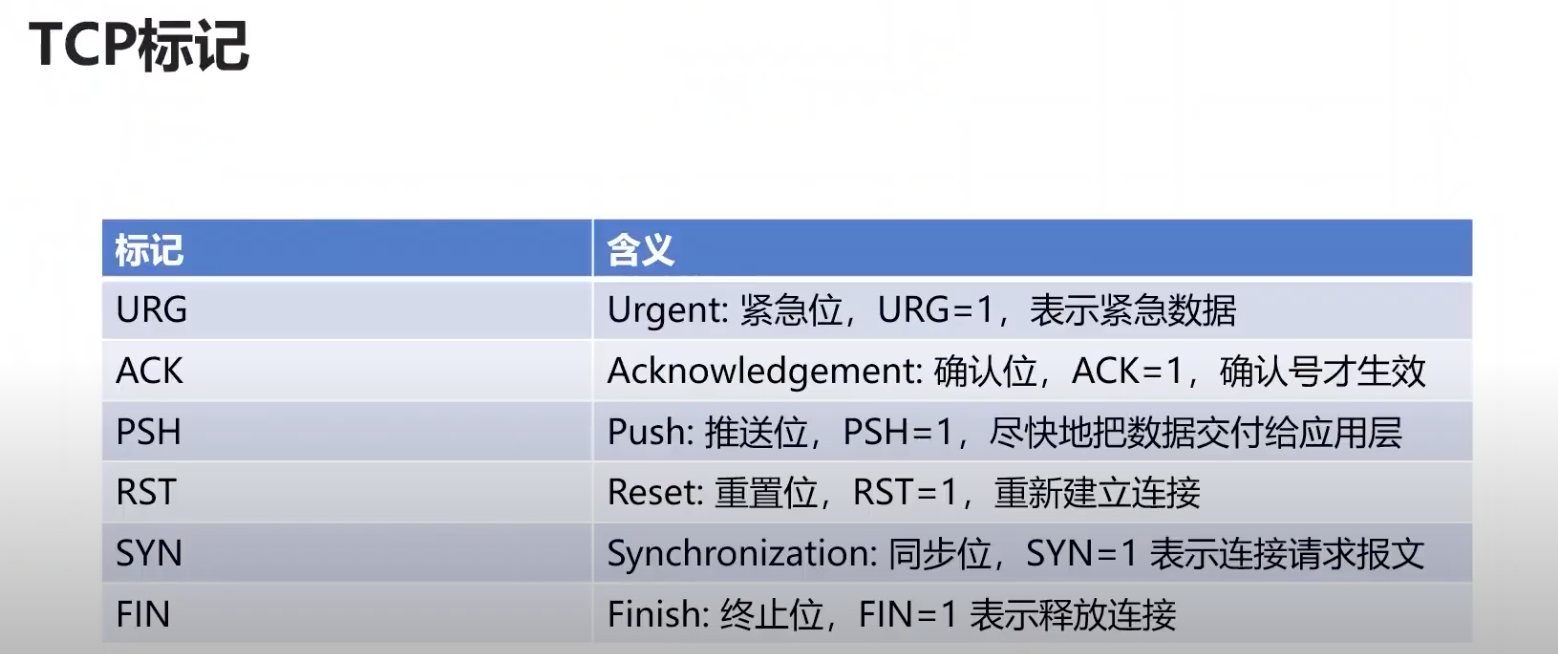 TCP标记
标记 含义
URG Urgent: 紧急位，URG=1，表示紧急数据
ACK Acknowledgement: 确认位，ACK=1，确认号才生效
PSH Push: 推送位，PSH=1，尽快地把数据交付给应用层
RST Reset: 重置位，RST=1，重新建立连接
SYN Synchronization: 同步位，SYN=1 表示连接请求报文
FIN Finish: 终止位，FIN=1 表示释放连接